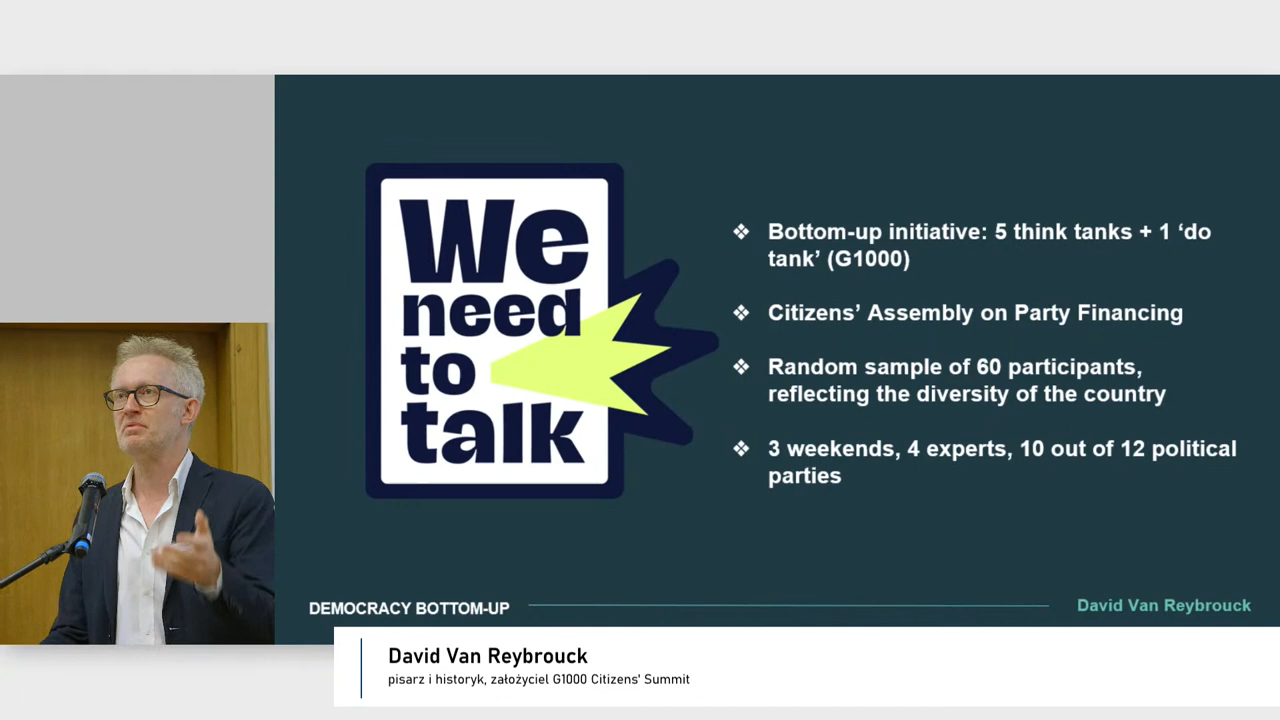 We
need
to
talk
❖ Bottom-up initiative: 5 think tanks + 1 ‘do
tank’ (G1000)
❖ Citizens’ Assembly on Party Financing
❖ Random sample of 60 participants,
reflecting the diversity of the country
❖ 3 weekends, 4 experts, 10 out of 12 political
parties
DEMOCRACY BOTTOM-UP
David Van Reybrouck
David Van Reybrouck
pisarz i historyk, założyciel G1000 Citizens' Summit